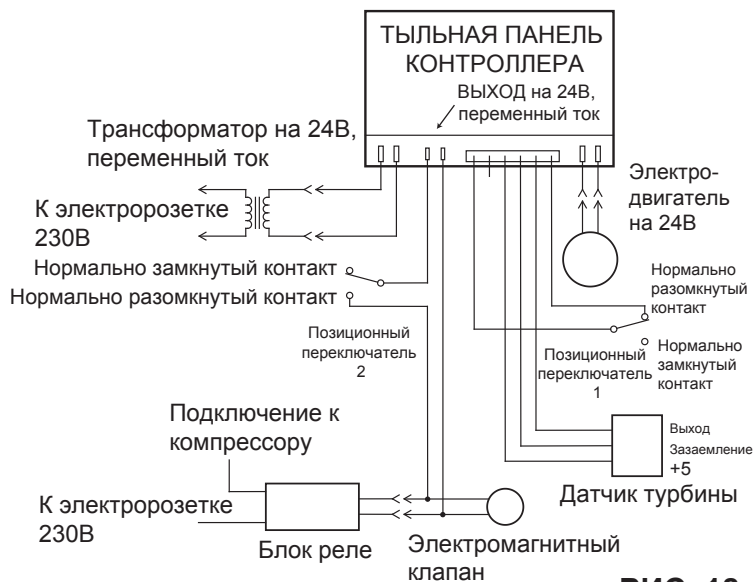 ТЫЛЬНАЯ ПАНЕЛЬ
КОНТРОЛЛЕРА
ВЫХОД на 24В,
переменный ток
Трансформатор на 24В,
переменный ток
К электророзетке
230В
Электро-
двигатель
на 24В
Нормально замкнутый контакт
Нормально разомкнутый контакт
Позиционный
переключатель
2
Нормально
разомкнутый
контакт
Позиционный
переключатель
1
Нормально
замкнутый
контакт
Подключение к
компрессору
К электророзетке
230В
Блок реле
Электромагнитный
клапан
Выход
Зазаемление
+5
Датчик турбины